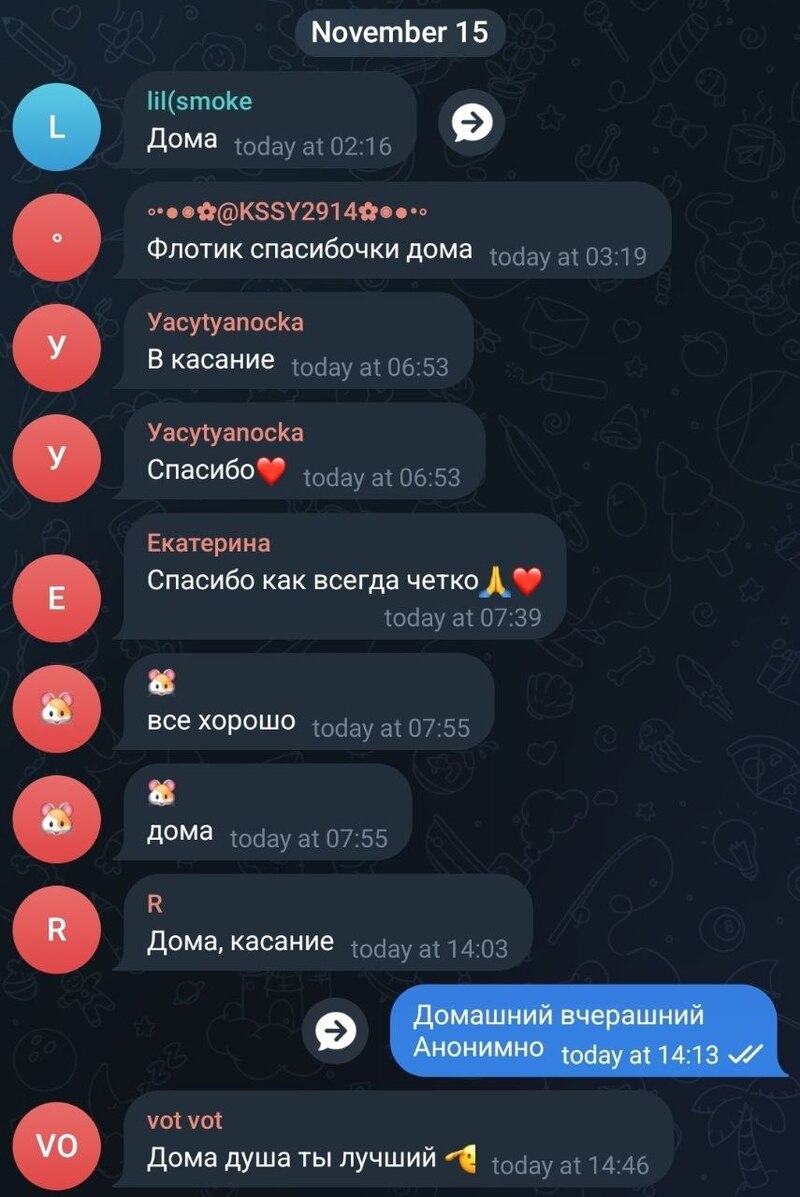 November 15
L
lil(smoke
Дома today at 02:16
◦•●◉✿@KSSY2914✿◉●•◦
Флотик спасибочки дома today at 03:19
У
Уасуtyanocka
В касание today at 06:53
У
Уасуtyanocka
Спасибо❤️ today at 06:53
Екатерина
Спасибо как всегда четко🙏❤️
E
today at 07:39
🐹
все хорошо today at 07:55
🐹
дома today at 07:55
R
R
Дома, касание today at 14:03
Домашний вчерашний
Анонимно today at 14:13
vot vot
VO
Дома душа ты лучший 🫡 today at 14:46